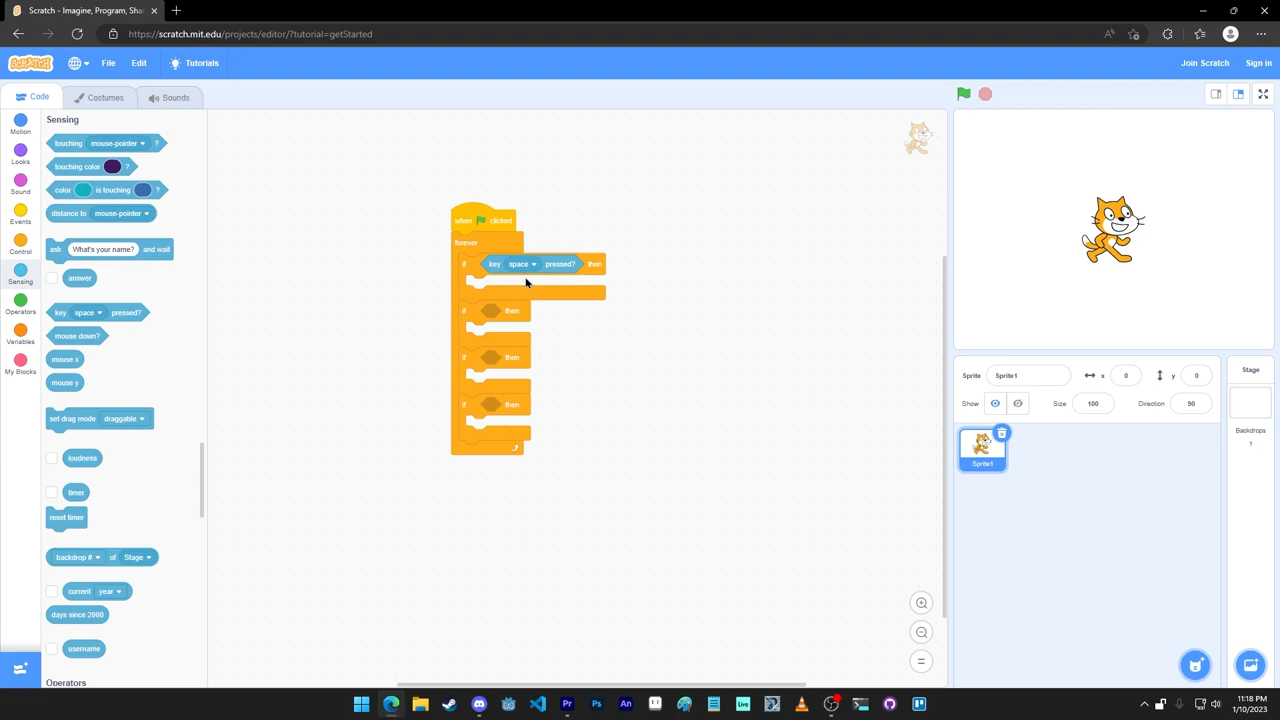 Scratch - Imagine, Program, Sha
https://scratch.mit.edu/projects/editor/?tutorial=getStarted
SCRATCH File Edit Tutorials Join Scratch Sign in
Code Costumes Sounds
Motion
Looks
Sound
Events
Control
Sensing
Operators
Variables
My Blocks
Sensing
touching mouse-pointer ?
touching color ?
color is touching ?
distance to mouse-pointer
ask What's your name? and wait
answer
key space pressed?
mouse down?
mouse x
mouse y
set drag mode draggable
loudness
timer
reset timer
backdrop # of Stage
current year
days since 2000
username
Operators
when clicked
forever
if key space pressed? then
if then
if then
if then
Sprite Sprite1 x 0 y 0
Show Size 100 Direction 90
Sprite1
Stage
Backdrops
1
11:18 PM
1/10/2023